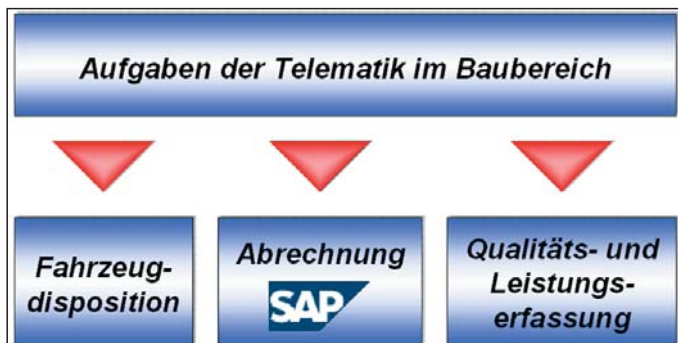 Aufgaben der Telematik im Baubereich
Fahrzeug-
disposition
Abrechnung
SAP
Qualitäts- und
Leistungs-
erfassung